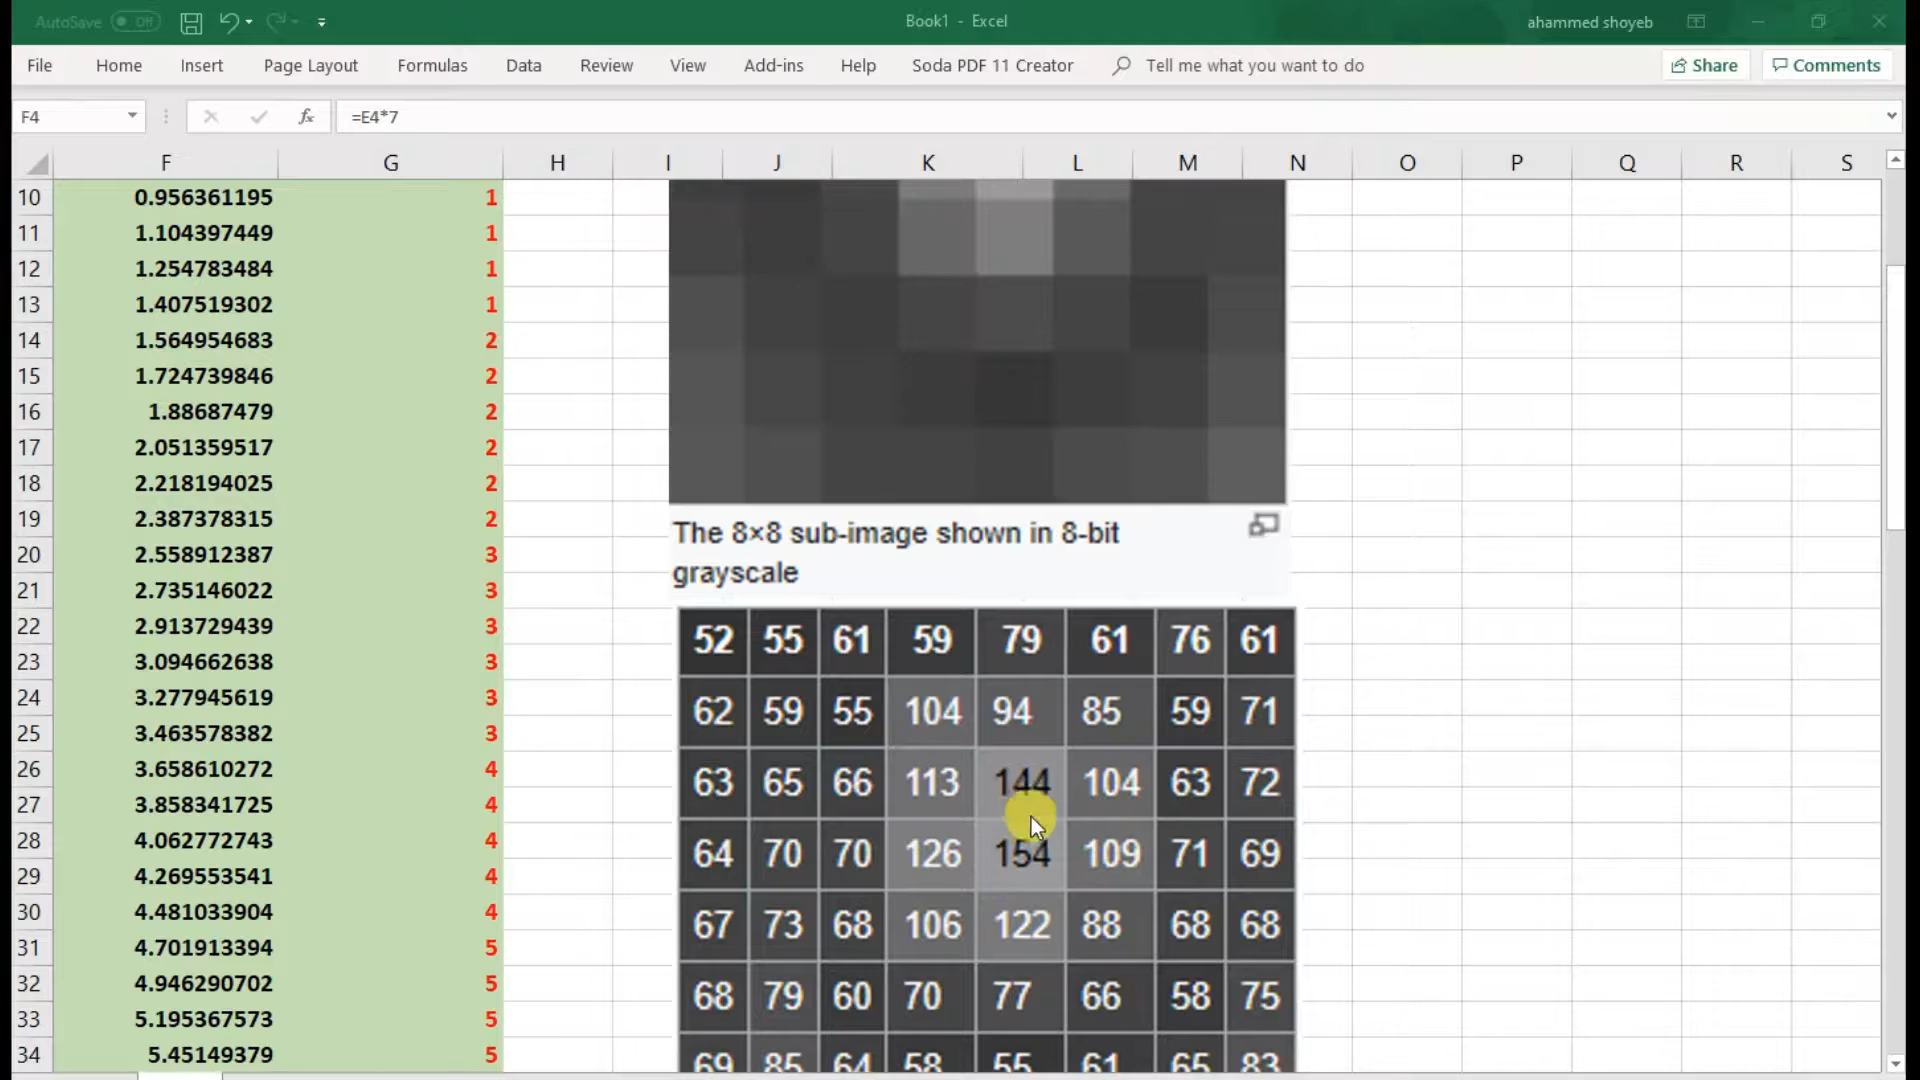 AutoSave Off
Book1 - Excel
ahammed shoyeb
File Home Insert Page Layout Formulas Data Review View Add-ins Help Soda PDF 11 Creator Tell me what you want to do Share Comments
F4 fx =E4*7
F G H I J K L M N O P Q R S
10 0.956361195 1
11 1.104397449 1
12 1.254783484 1
13 1.407519302 1
14 1.564954683 2
15 1.724739846 2
16 1.88687479 2
17 2.051359517 2
18 2.218194025 2
19 2.387378315 2
20 2.558912387 3
21 2.735146022 3
22 2.913729439 3
23 3.094662638 3
24 3.277945619 3
25 3.463578382 3
26 3.658610272 4
27 3.858341725 4
28 4.062772743 4
29 4.269553541 4
30 4.481033904 4
31 4.701913394 5
32 4.946290702 5
33 5.195367573 5
34 5.45149379 5
The 8×8 sub-image shown in 8-bit
grayscale
52 55 61 59 79 61 76 61
62 59 55 104 94 85 59 71
63 65 66 113 144 104 63 72
64 70 70 126 154 109 71 69
67 73 68 106 122 88 68 68
68 79 60 70 77 66 58 75
69 85 64 58 55 61 65 83